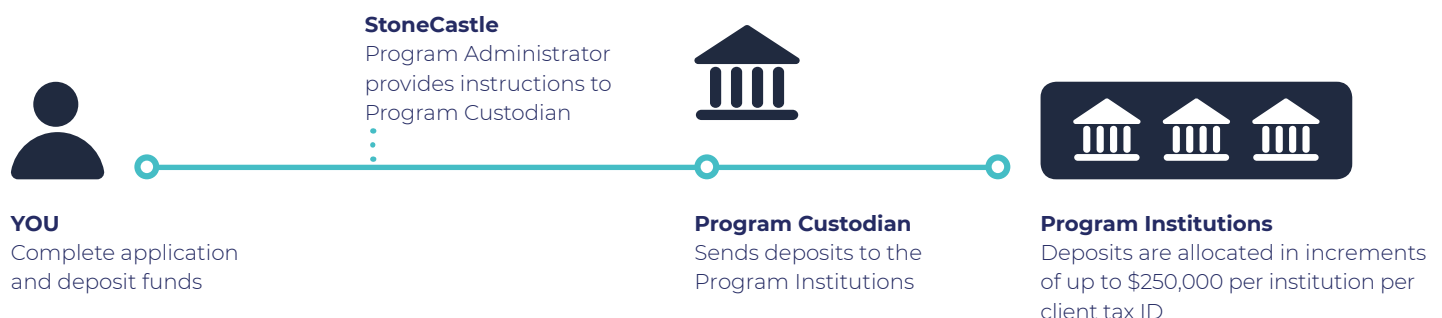 StoneCastle
Program Administrator
provides instructions to
Program Custodian
YOU
Complete application
and deposit funds
Program Custodian
Sends deposits to the
Program Institutions
Program Institutions
Deposits are allocated in increments
of up to $250,000 per institution per
client tax ID